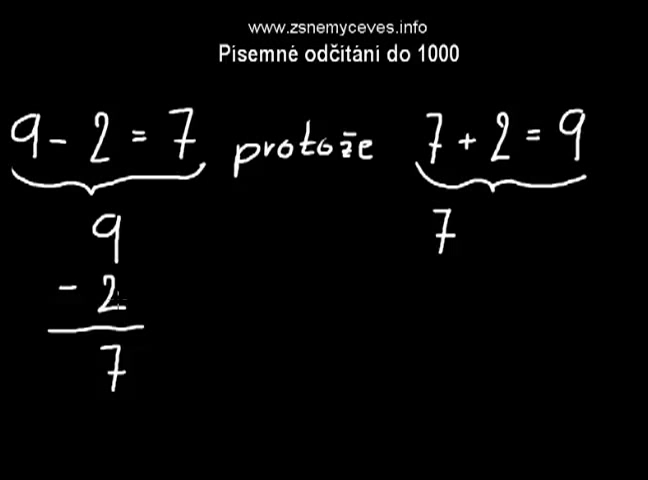 www.zsnemyceves.info
Písemné odčítání do 1000
9 - 2 = 7 protože 7 + 2 = 9
9 7
- 2
7